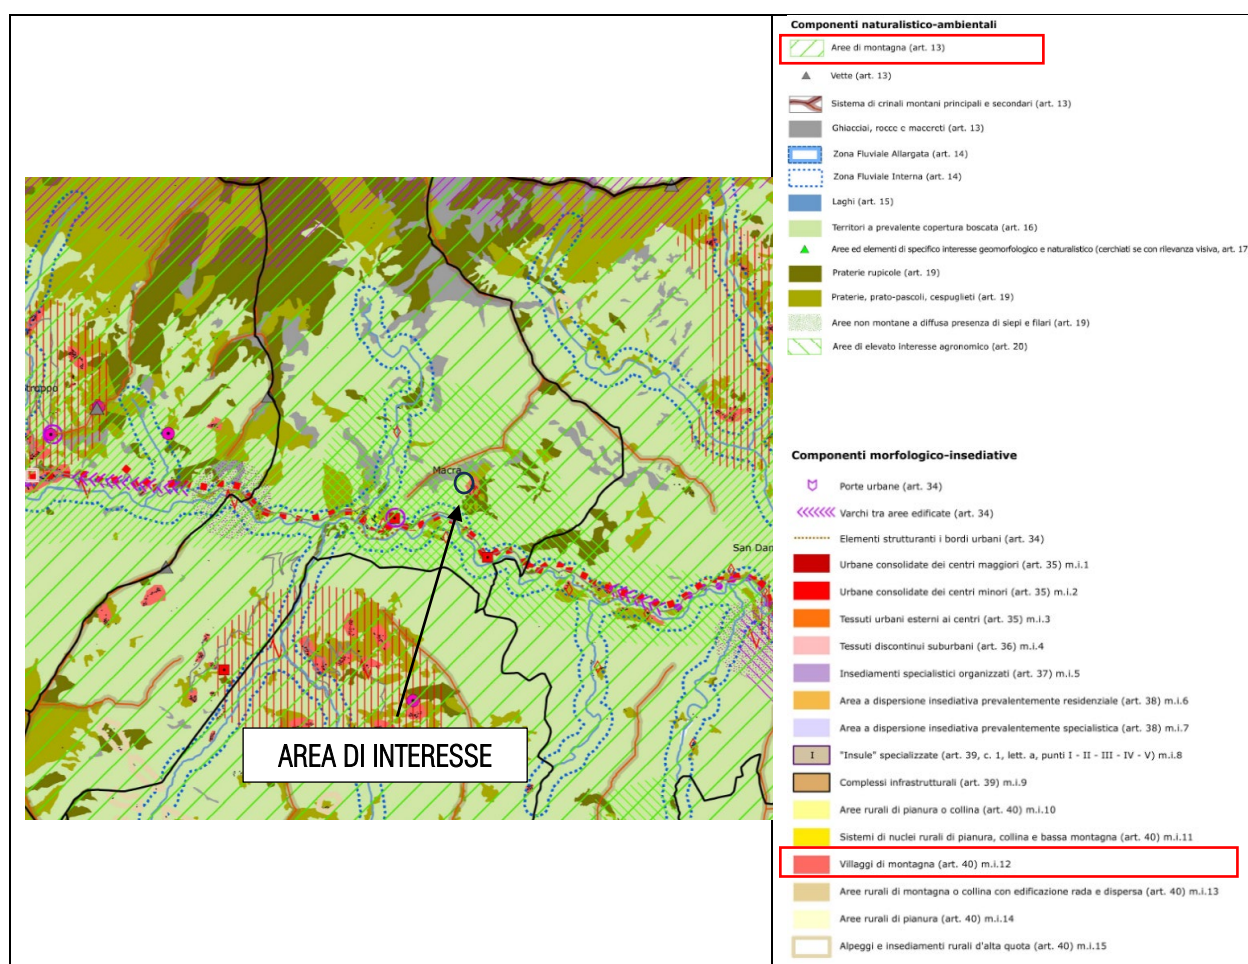 Componenti naturalistico-ambientali
Aree di montagna (art. 13)
Vette (art. 13)
Sistema di crinali montani principali e secondari (art. 13)
Ghiacciai, rocce e macereti (art. 13)
Zona Fluviale Allargata (art. 14)
Zona Fluviale Interna (art. 14)
Laghi (art. 15)
Territori a prevalente copertura boscata (art. 16)
Aree ed elementi di specifico interesse geomorfologico e naturalistico (cerchiati se con rilevanza visiva, art. 17
Praterie rupicole (art. 19)
Praterie, prato-pascoli, cespuglieti (art. 19)
Aree non montane a diffusa presenza di siepi e filari (art. 19)
Aree di elevato interesse agronomico (art. 20)
Macra
San Dam
AREA DI INTERESSE
Componenti morfologico-insediative
Porte urbane (art. 34)
Varchi tra aree edificate (art. 34)
Elementi strutturanti i bordi urbani (art. 34)
Urbane consolidate dei centri maggiori (art. 35) m.i.1
Urbane consolidate dei centri minori (art. 35) m.i.2
Tessuti urbani esterni ai centri (art. 35) m.i.3
Tessuti discontinui suburbani (art. 36) m.i.4
Insediamenti specialistici organizzati (art. 37) m.i.5
Area a dispersione insediativa prevalentemente residenziale (art. 38) m.i.6
Area a dispersione insediativa prevalentemente specialistica (art. 38) m.i.7
I "Insule" specializzate (art. 39, c. 1, lett. a, punti I - II - III - IV - V) m.i.8
Complessi infrastrutturali (art. 39) m.i.9
Aree rurali di pianura o collina (art. 40) m.i.10
Sistemi di nuclei rurali di pianura, collina e bassa montagna (art. 40) m.i.11
Villaggi di montagna (art. 40) m.i.12
Aree rurali di montagna o collina con edificazione rada e dispersa (art. 40) m.i.13
Aree rurali di pianura (art. 40) m.i.14
Alpeggi e insediamenti rurali d'alta quota (art. 40) m.i.15